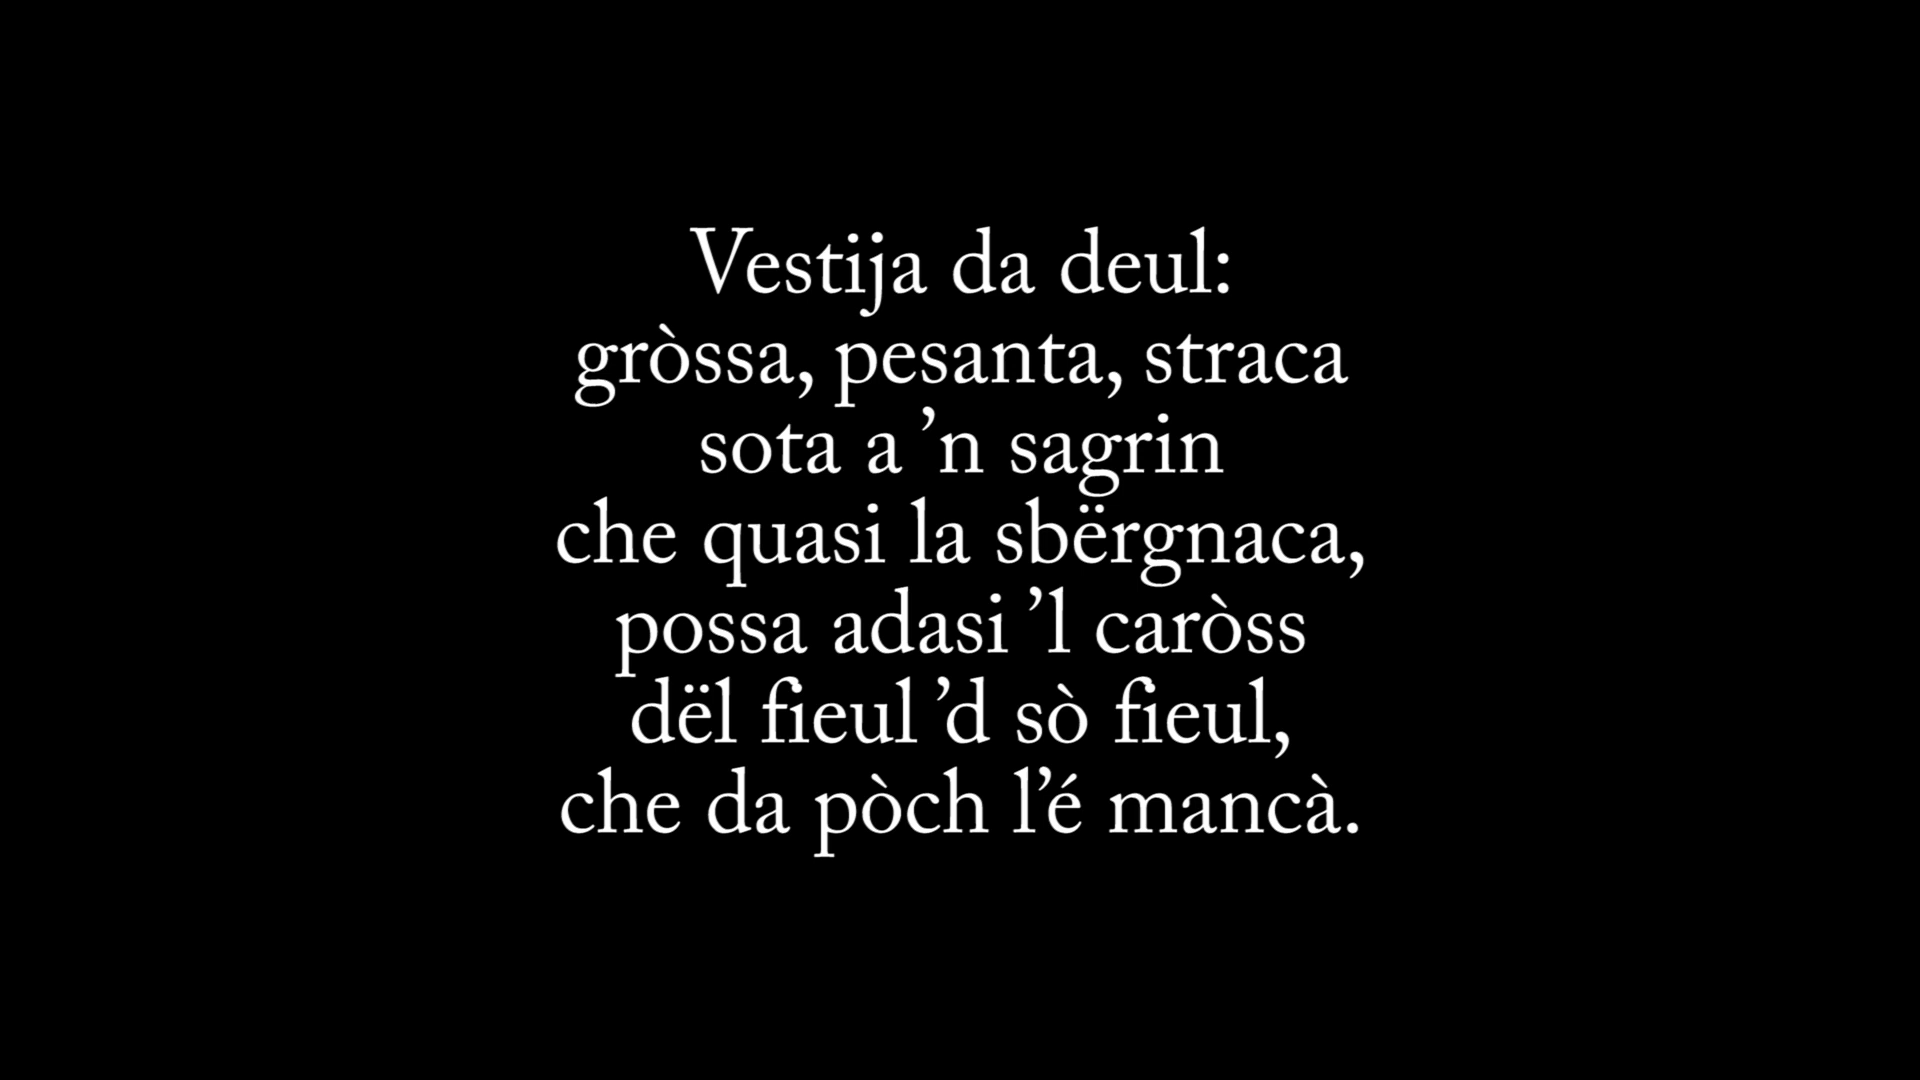 Vestija da deul:
gròssa, pesanta, straca
sota a ’n sagrin
che quasi la sbërgnaca,
possa adasi ’l caròss
dël fieul ’d sò fieul,
che da pòch l’é mancà.